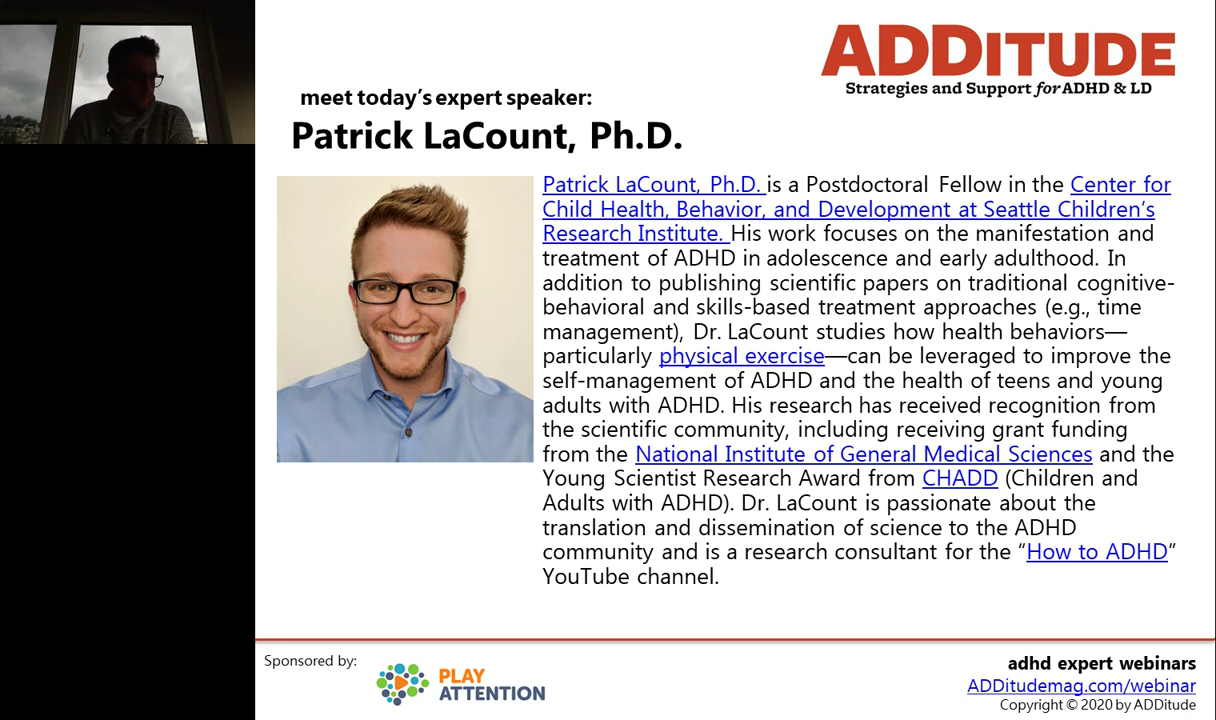 ADDITUDE
Strategies and Support for ADHD & LD
meet today's expert speaker:
Patrick LaCount, Ph.D.
Patrick LaCount, Ph.D. is a Postdoctoral Fellow in the Center for
Child Health, Behavior, and Development at Seattle Children's
Research Institute. His work focuses on the manifestation and
treatment of ADHD in adolescence and early adulthood. In
addition to publishing scientific papers on traditional cognitive-
behavioral and skills-based treatment approaches (e.g., time
management), Dr. LaCount studies how health behaviors—
particularly physical exercise—can be leveraged to improve the
self-management of ADHD and the health of teens and young
adults with ADHD. His research has received recognition from
the scientific community, including receiving grant funding
from the National Institute of General Medical Sciences and the
Young Scientist Research Award from CHADD (Children and
Adults with ADHD). Dr. LaCount is passionate about the
translation and dissemination of science to the ADHD
community and is a research consultant for the “How to ADHD”
YouTube channel.
Sponsored by:
PLAY
ATTENTION
adhd expert webinars
ADDitudemag.com/webinar
Copyright © 2020 by ADDitude